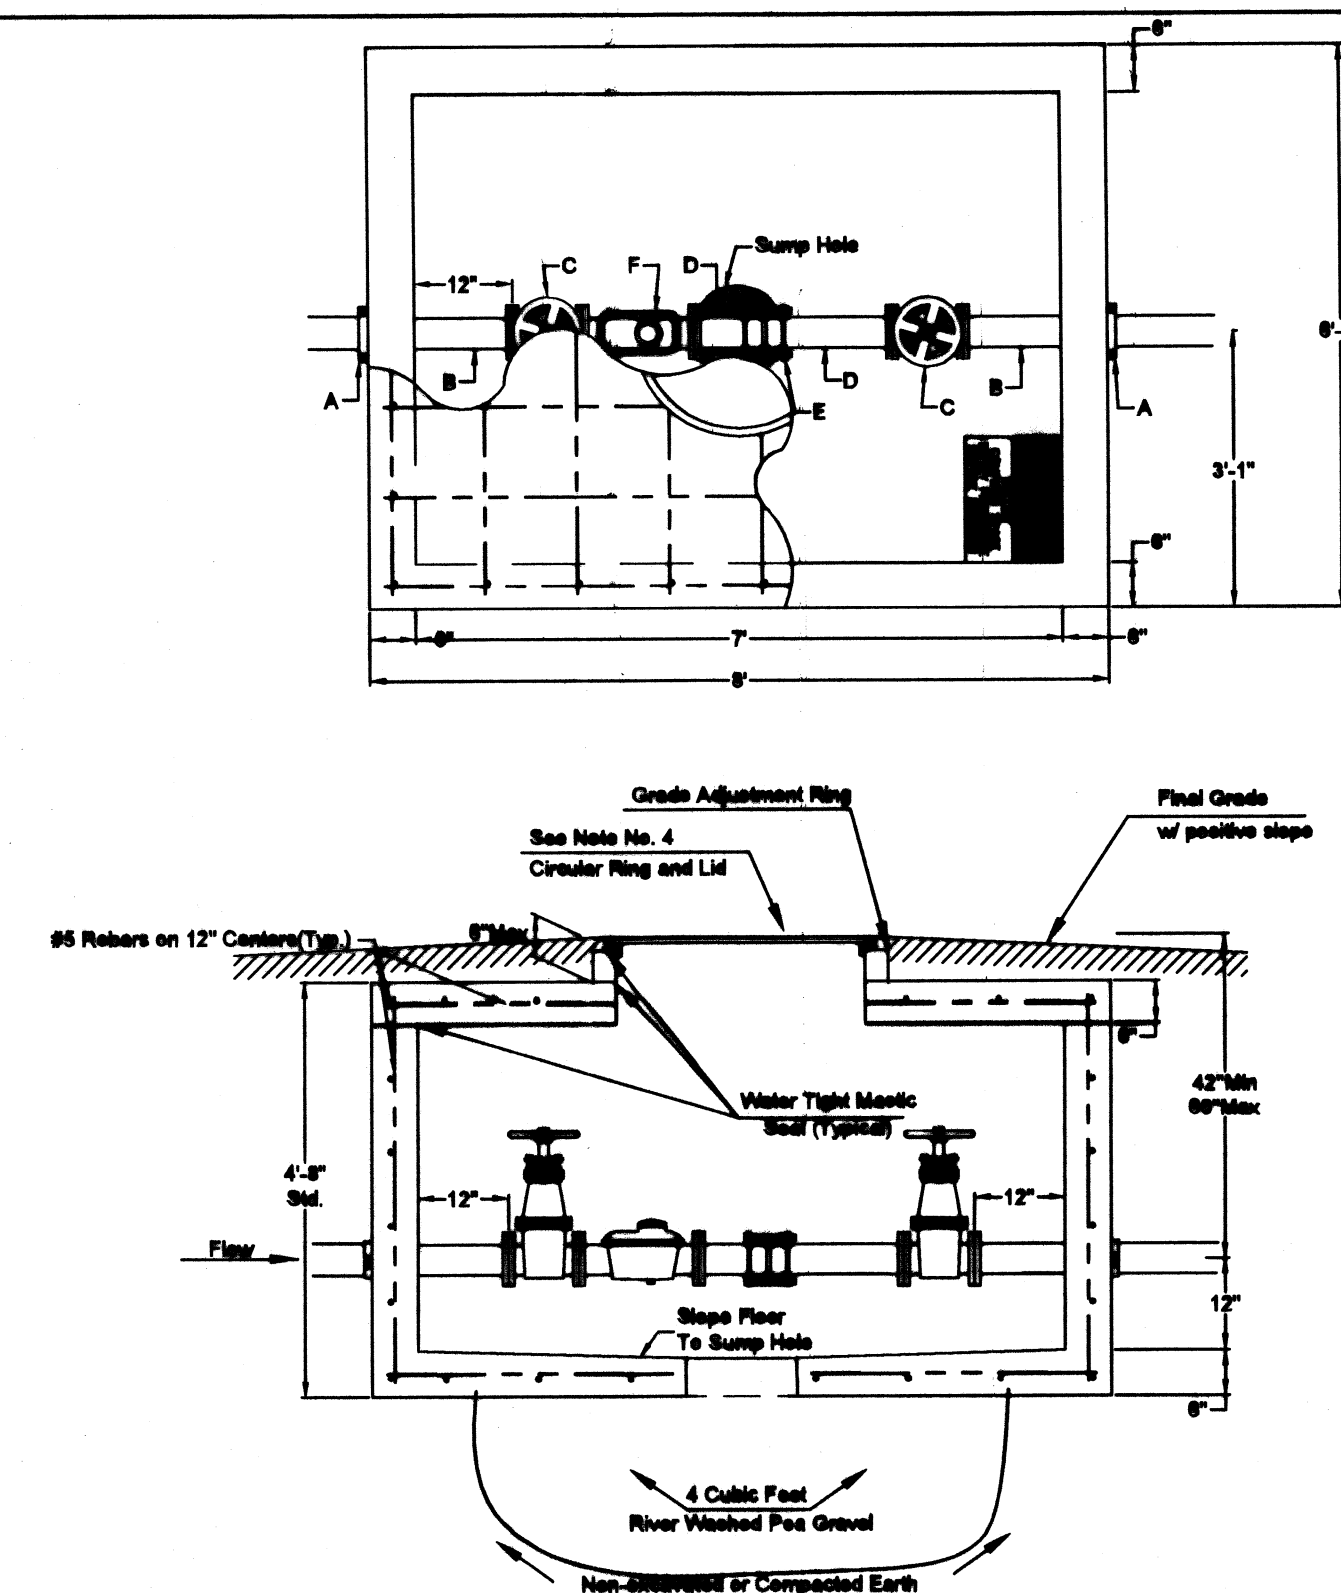 6"
Sump Hole
C
F
D
12"
6'-
B
D
B
A
E
C
A
3'-1"
6"
6"
7'
6"
8'
Grade Adjustment Ring
Final Grade
w/ positive slope
See Note No. 4
Circular Ring and Lid
#5 Rebars on 12" Centers(Typ.)
6"Max
6"
42"Min
Water Tight Mastic
Seal (Typical)
4'-8"
Std.
12"
12"
Flow
12"
Slope Floor
To Sump Hole
6"
4 Cubic Feet
River Washed Pea Gravel
Non-excavated or Compacted Earth